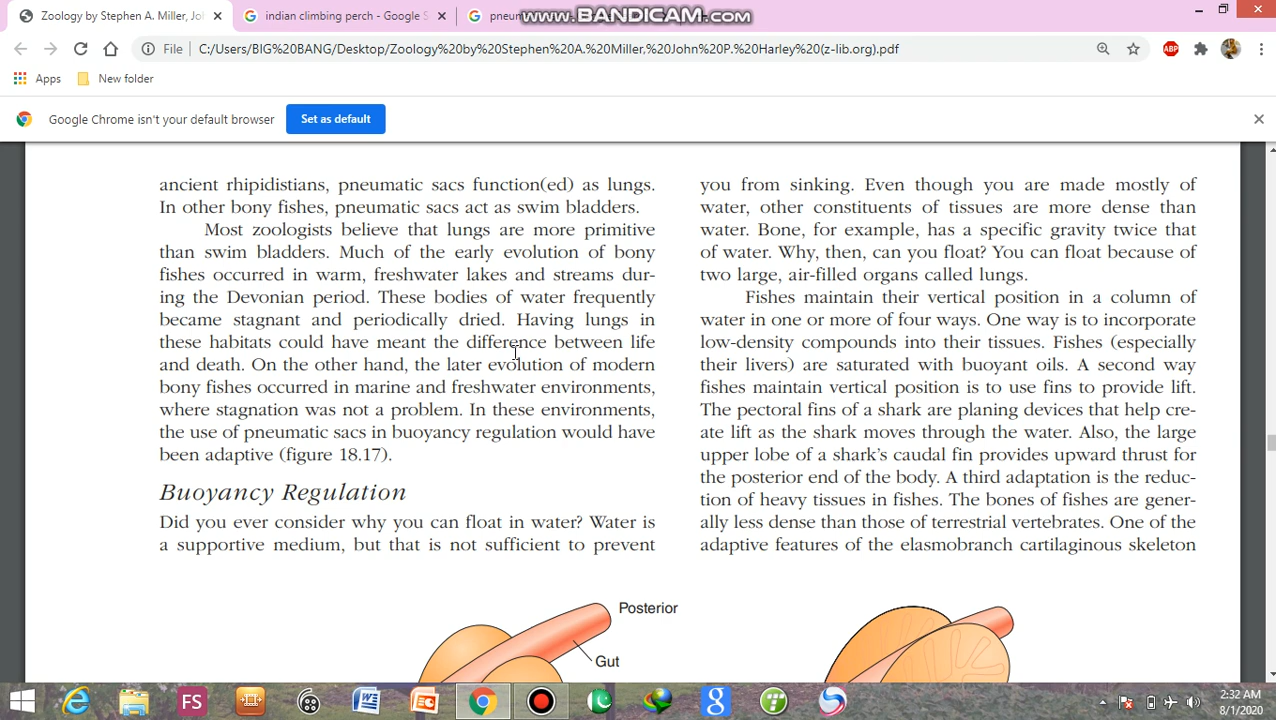 Zoology by Stephen A. Miller, Joh
indian climbing perch - Google S
pneu
www.BANDICAM.com
File
C:/Users/BIG%20BANG/Desktop/Zoology%20by%20Stephen%20A.%20Miller,%20John%20P.%20Harley%20(z-lib.org).pdf
ABP
Apps
New folder
Google Chrome isn't your default browser
Set as default
ancient rhipidistians, pneumatic sacs function(ed) as lungs.
In other bony fishes, pneumatic sacs act as swim bladders.
Most zoologists believe that lungs are more primitive
than swim bladders. Much of the early evolution of bony
fishes occurred in warm, freshwater lakes and streams dur-
ing the Devonian period. These bodies of water frequently
became stagnant and periodically dried. Having lungs in
these habitats could have meant the difference between life
and death. On the other hand, the later evolution of modern
bony fishes occurred in marine and freshwater environments,
where stagnation was not a problem. In these environments,
the use of pneumatic sacs in buoyancy regulation would have
been adaptive (figure 18.17).
Buoyancy Regulation
Did you ever consider why you can float in water? Water is
a supportive medium, but that is not sufficient to prevent
you from sinking. Even though you are made mostly of
water, other constituents of tissues are more dense than
water. Bone, for example, has a specific gravity twice that
of water. Why, then, can you float? You can float because of
two large, air-filled organs called lungs.
Fishes maintain their vertical position in a column of
water in one or more of four ways. One way is to incorporate
low-density compounds into their tissues. Fishes (especially
their livers) are saturated with buoyant oils. A second way
fishes maintain vertical position is to use fins to provide lift.
The pectoral fins of a shark are planing devices that help cre-
ate lift as the shark moves through the water. Also, the large
upper lobe of a shark's caudal fin provides upward thrust for
the posterior end of the body. A third adaptation is the reduc-
tion of heavy tissues in fishes. The bones of fishes are gener-
ally less dense than those of terrestrial vertebrates. One of the
adaptive features of the elasmobranch cartilaginous skeleton
Posterior
Gut
FS
2:32 AM
8/1/2020